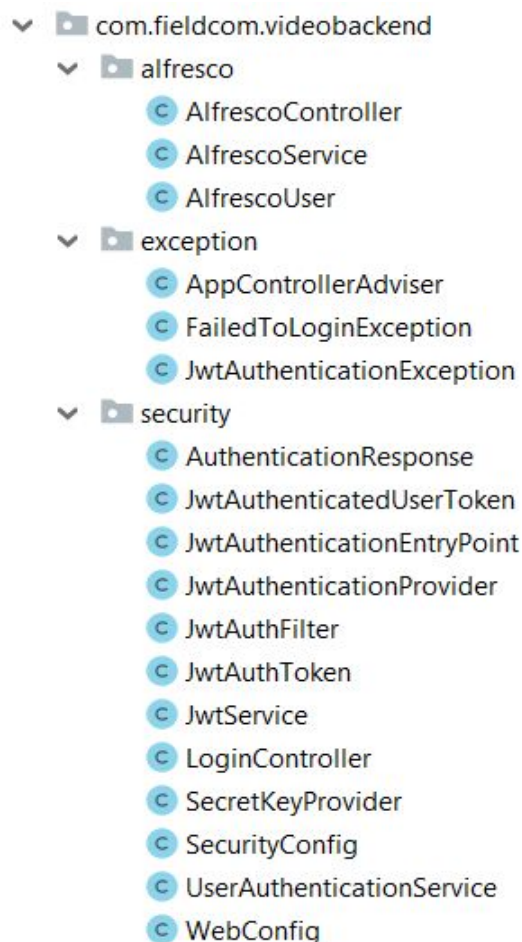 com.fieldcom.videobackend
alfresco
C AlfrescoController
C AlfrescoService
C AlfrescoUser
exception
C AppControllerAdviser
C FailedToLoginException
C JwtAuthenticationException
security
C AuthenticationResponse
C JwtAuthenticatedUserToken
C JwtAuthenticationEntryPoint
C JwtAuthenticationProvider
C JwtAuthFilter
C JwtAuthToken
C JwtService
C LoginController
C SecretKeyProvider
C SecurityConfig
C UserAuthenticationService
C WebConfig